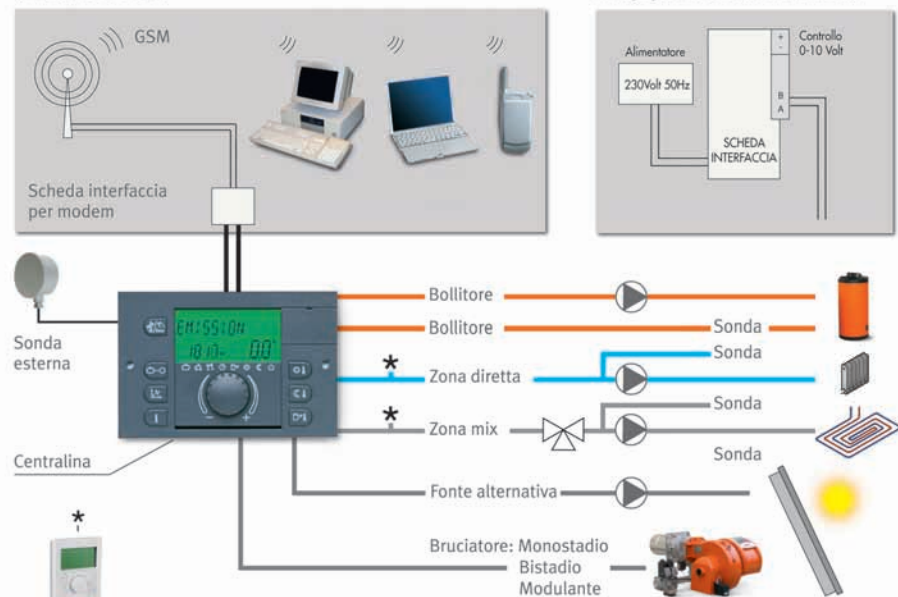 GSM
Scheda interfaccia
per modem
Alimentatore
230Volt 50Hz
+
-
B
A
Controllo
0-10 Volt
SCHEDA
INTERFACCIA
Sonda
esterna
EMISSION
Bollitore
Bollitore
Sonda
Sonda
* Zona diretta
* Zona mix
Sonda
Centralina
Sonda
Fonte alternativa
*
Bruciatore: Monostadio
Bistadio
Modulante